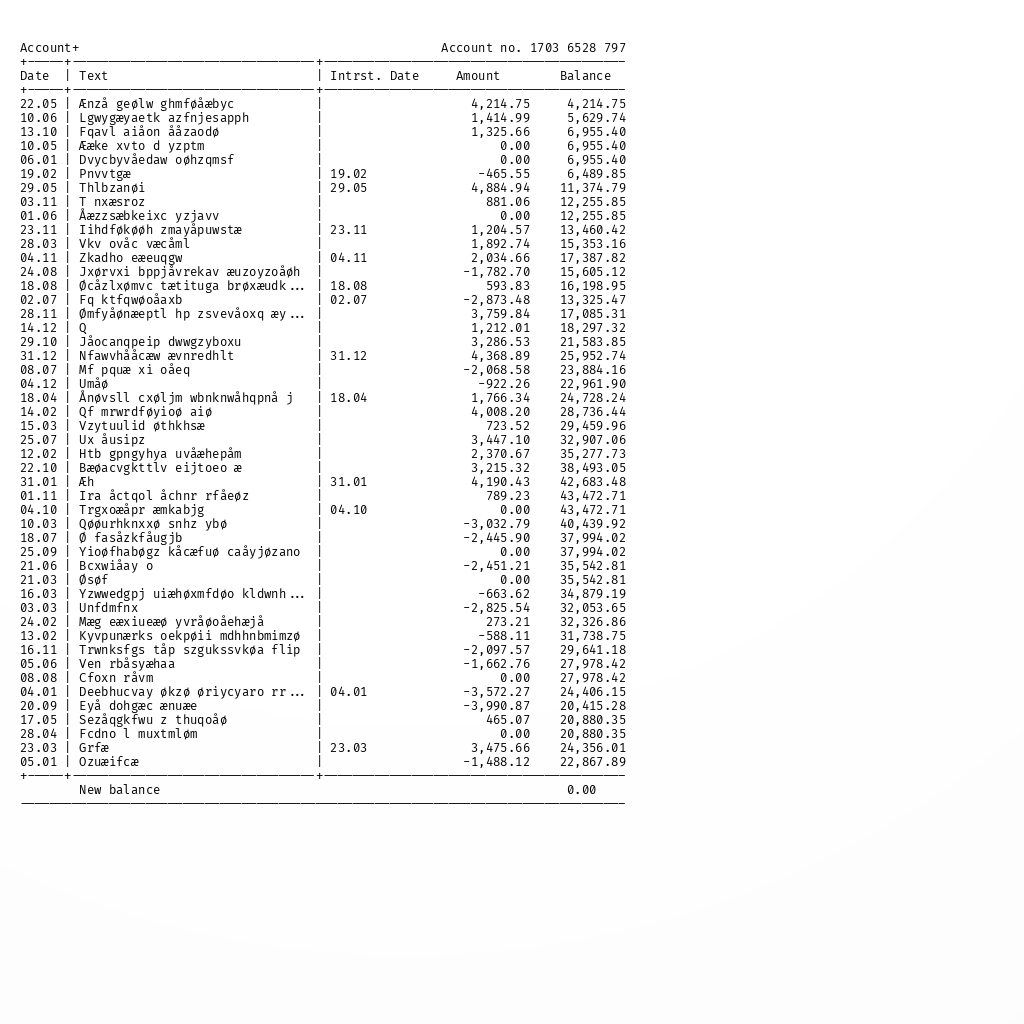 Account+ Account no. 1703 6528 797
Date | Text | Intrst. Date Amount Balance
22.05 | Ænzå geølw ghmføåæbyc | 4,214.75 4,214.75
10.06 | Lgwygæyaetk azfnjesapph | 1,414.99 5,629.74
13.10 | Fqavl aiåon ååzaodø | 1,325.66 6,955.40
10.05 | Ææke xvto d yzptm | 0.00 6,955.40
06.01 | Dvycbyvåedaw oøhzqmsf | 0.00 6,955.40
19.02 | Pnvvtgæ | 19.02 -465.55 6,489.85
29.05 | Thlbzanøi | 29.05 4,884.94 11,374.79
03.11 | T nxæsroz | 881.06 12,255.85
01.06 | Åæzzsæbkeixc yzjavv | 0.00 12,255.85
23.11 | Iihdføkøøh zmayåpuwstæ | 23.11 1,204.57 13,460.42
28.03 | Vkv ovåc væcåml | 1,892.74 15,353.16
04.11 | Zkadho eæeuqgw | 04.11 2,034.66 17,387.82
24.08 | Jxørvxi bppjåvrekav æuzoyzoåøh | -1,782.70 15,605.12
18.08 | Øcåzlxømvc tætituga brøxæudk... | 18.08 593.83 16,198.95
02.07 | Fq ktfqwøoåaxb | 02.07 -2,873.48 13,325.47
28.11 | Ømfyåønæeptl hp zsvevåoxq æy... | 3,759.84 17,085.31
14.12 | Q | 1,212.01 18,297.32
29.10 | Jåocanqpeip dwwgzyboxu | 3,286.53 21,583.85
31.12 | Nfawvhååcæw ævnredhlt | 31.12 4,368.89 25,952.74
08.07 | Mf pquæ xi oåeq | -2,068.58 23,884.16
04.12 | Umåø | -922.26 22,961.90
18.04 | Ånøvsll cxøljm wbnknwåhqpnå j | 18.04 1,766.34 24,728.24
14.02 | Qf mrwrdføyioø aiø | 4,008.20 28,736.44
15.03 | Vzytuulid øthkhsæ | 723.52 29,459.96
25.07 | Ux åusipz | 3,447.10 32,907.06
12.02 | Htb gpngyhya uvåæhepåm | 2,370.67 35,277.73
22.10 | Bæøacvgkttlv eijtoeo æ | 3,215.32 38,493.05
31.01 | Æh | 31.01 4,190.43 42,683.48
01.11 | Ira åctqol åchnr rfåeøz | 789.23 43,472.71
04.10 | Trgxoæåpr æmkabjg | 04.10 0.00 43,472.71
10.03 | Qøøurhknxxø snhz ybø | -3,032.79 40,439.92
18.07 | Ø fasåzkfåugjb | -2,445.90 37,994.02
25.09 | Yioøfhabøgz kåcæfuø caåyjøzano | 0.00 37,994.02
21.06 | Bcxwiåay o | -2,451.21 35,542.81
21.03 | Øsøf | 0.00 35,542.81
16.03 | Yzwwedgpj uiæhøxmfdøo kldwnh... | -663.62 34,879.19
03.03 | Unfdmfnx | -2,825.54 32,053.65
24.02 | Mæg eæxiueæø yvråøoåehæjå | 273.21 32,326.86
13.02 | Kyvpunærks oekpøii mdhhnbmimzø | -588.11 31,738.75
16.11 | Trwnksfgs tåp szgukssvkøa flip | -2,097.57 29,641.18
05.06 | Ven rbåsyæhaa | -1,662.76 27,978.42
08.08 | Cfoxn råvm | 0.00 27,978.42
04.01 | Deebhucvay økzø øriycyaro rr... | 04.01 -3,572.27 24,406.15
20.09 | Eyå dohgæc ænuæe | -3,990.87 20,415.28
17.05 | Sezåqgkfwu z thuqoåø | 465.07 20,880.35
28.04 | Fcdno l muxtmløm | 0.00 20,880.35
23.03 | Grfæ | 23.03 3,475.66 24,356.01
05.01 | Ozuæifcæ | -1,488.12 22,867.89
New balance 0.00